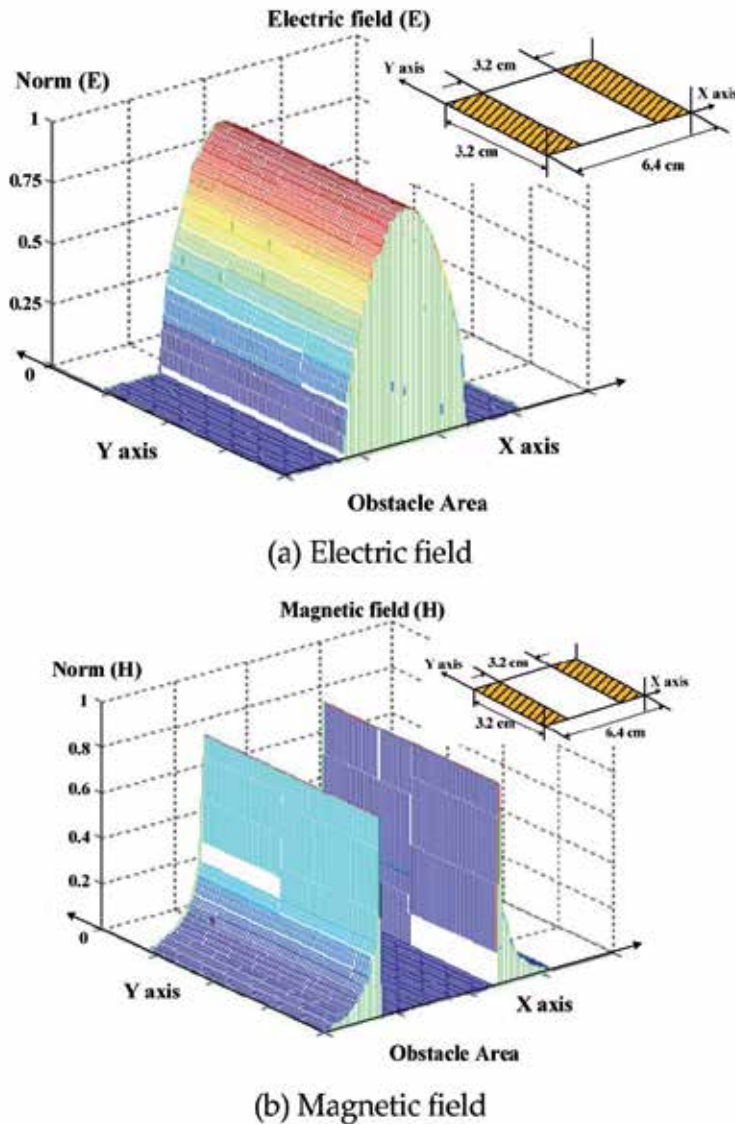 Electric field (E)
Norm (E)
1
0.75
0.5
0.25
0
Y axis
X axis
Obstacle Area
Y axis
3.2 cm
X axis
3.2 cm
6.4 cm
(a) Electric field
Magnetic field (H)
Norm (H)
1
0.8
0.6
0.4
0.2
0
Y axis
X axis
Obstacle Area
Y axis
3.2 cm
X axis
3.2 cm
6.4 cm
(b) Magnetic field